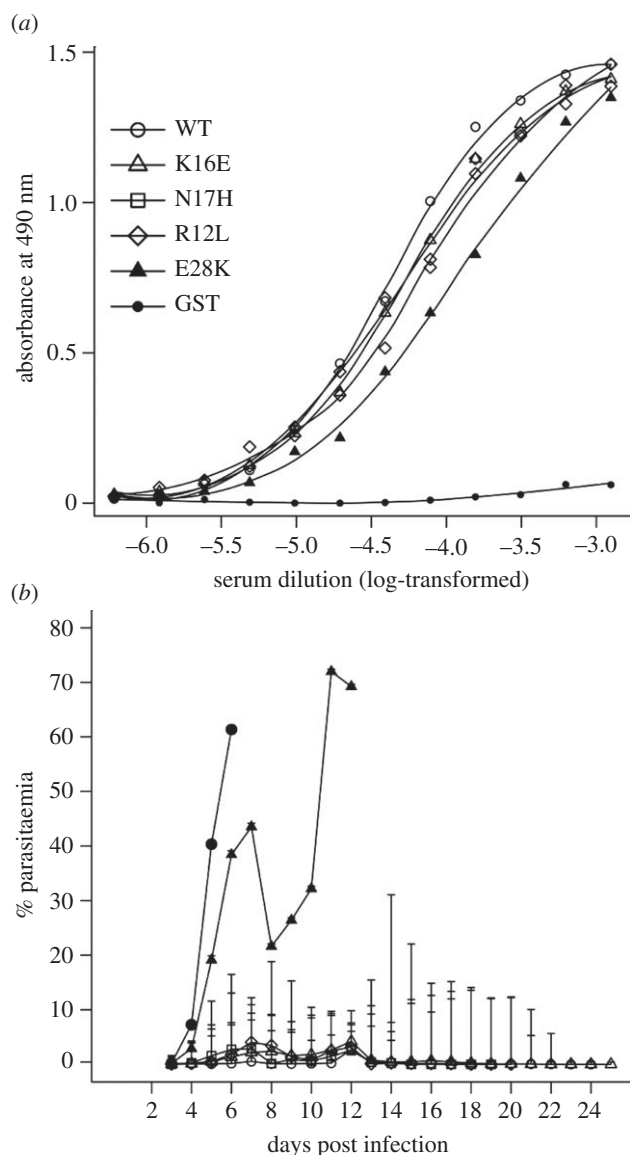 (a)
1.5
1.0
0.5
0
absorbance at 490 nm
WT
K16E
N17H
R12L
E28K
GST
−6.0 −5.5 −5.0 −4.5 −4.0 −3.5 −3.0
serum dilution (log-transformed)
(b)
80
70
60
50
40
30
20
10
0
% parasitaemia
2 4 6 8 10 12 14 16 18 20 22 24
days post infection